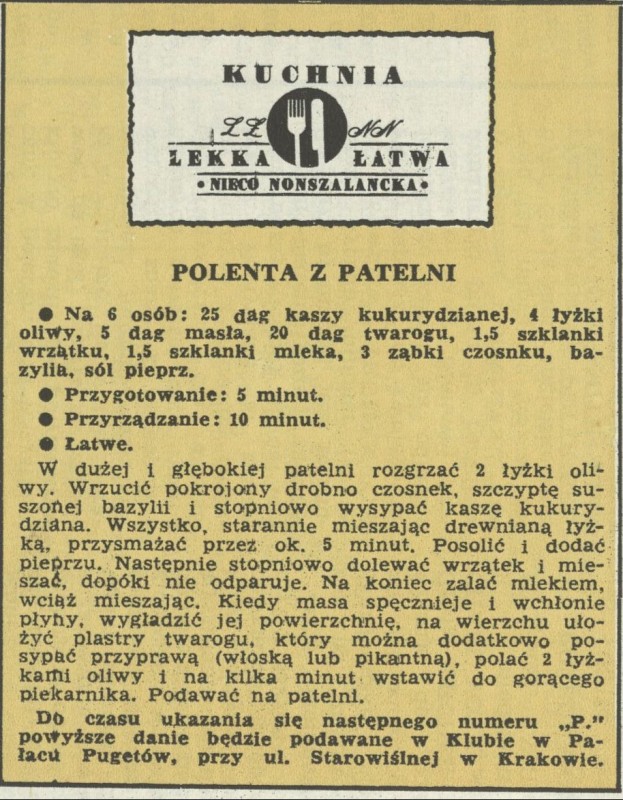 KUCHNIA
LŁ NN
LEKKA ŁATWA
• NIECO NONSZALANCKA •
POLENTA Z PATELNI
● Na 6 osób: 25 dag kaszy kukurydzianej, 4 łyżki
oliwy, 5 dag masła, 20 dag twarogu, 1,5 szklanki
wrzątku, 1,5 szklanki mleka, 3 ząbki czosnku, ba-
zylia, sól pieprz.
● Przygotowanie: 5 minut.
● Przyrządzanie: 10 minut.
● Łatwe.
W dużej i głębokiej patelni rozgrzać 2 łyżki oli-
wy. Wrzucić pokrojony drobno czosnek, szczyptę su-
szonej bazylii i stopniowo wysypać kaszę kukury-
dziana. Wszystko, starannie mieszając drewnianą łyż-
ką, przysmażać przez ok. 5 minut. Posolić i dodać
pieprzu. Następnie stopniowo dolewać wrzątek i mie-
szać, dopóki nie odparuje. Na koniec zalać mlekiem,
wciąż mieszając. Kiedy masa spęcznieje i wchłonie
płyny, wygładzić jej powierzchnię, na wierzchu uło-
żyć plastry twarogu, który można dodatkowo po-
sypać przyprawą (włoską lub pikantną), polać 2 łyż-
kami oliwy i na kilka minut wstawić do gorącego
piekarnika. Podawać na patelni.
Do czasu ukazania się następnego numeru „P."
powyższe danie będzie podawane w Klubie w Pa-
łacu Pugetów, przy ul. Starowiślnej w Krakowie.